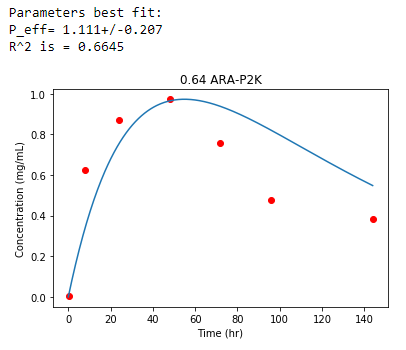 Parameters best fit:
P_eff= 1.111+/-0.207
R^2 is = 0.6645
0.64 ARA-P2K
Concentration (mg/mL)
1.0
0.8
0.6
0.4
0.2
0.0
0 20 40 60 80 100 120 140
Time (hr)